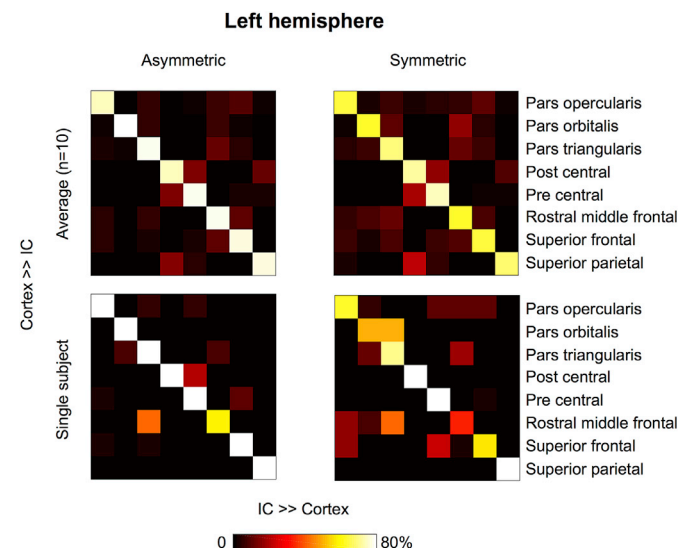 Left hemisphere
Asymmetric
Symmetric
Cortex >> IC
Average (n=10)
Pars opercularis
Pars orbitalis
Pars triangularis
Post central
Pre central
Rostral middle frontal
Superior frontal
Superior parietal
Single subject
Pars opercularis
Pars orbitalis
Pars triangularis
Post central
Pre central
Rostral middle frontal
Superior frontal
Superior parietal
IC >> Cortex
0 80%